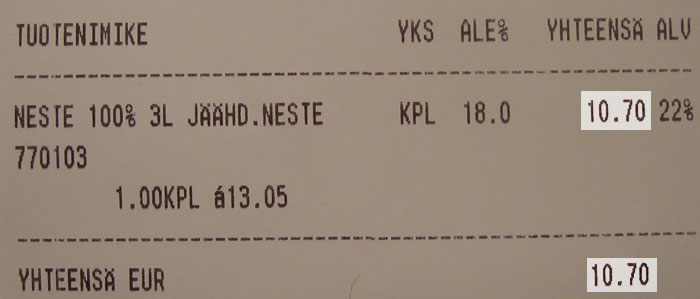 TUOTENIMIKE YKS ALE% YHTEENSÄ ALV
NESTE 100% 3L JÄÄHD.NESTE KPL 18.0 10.70 22%
770103
1.00KPL á13.05
YHTEENSÄ EUR 10.70